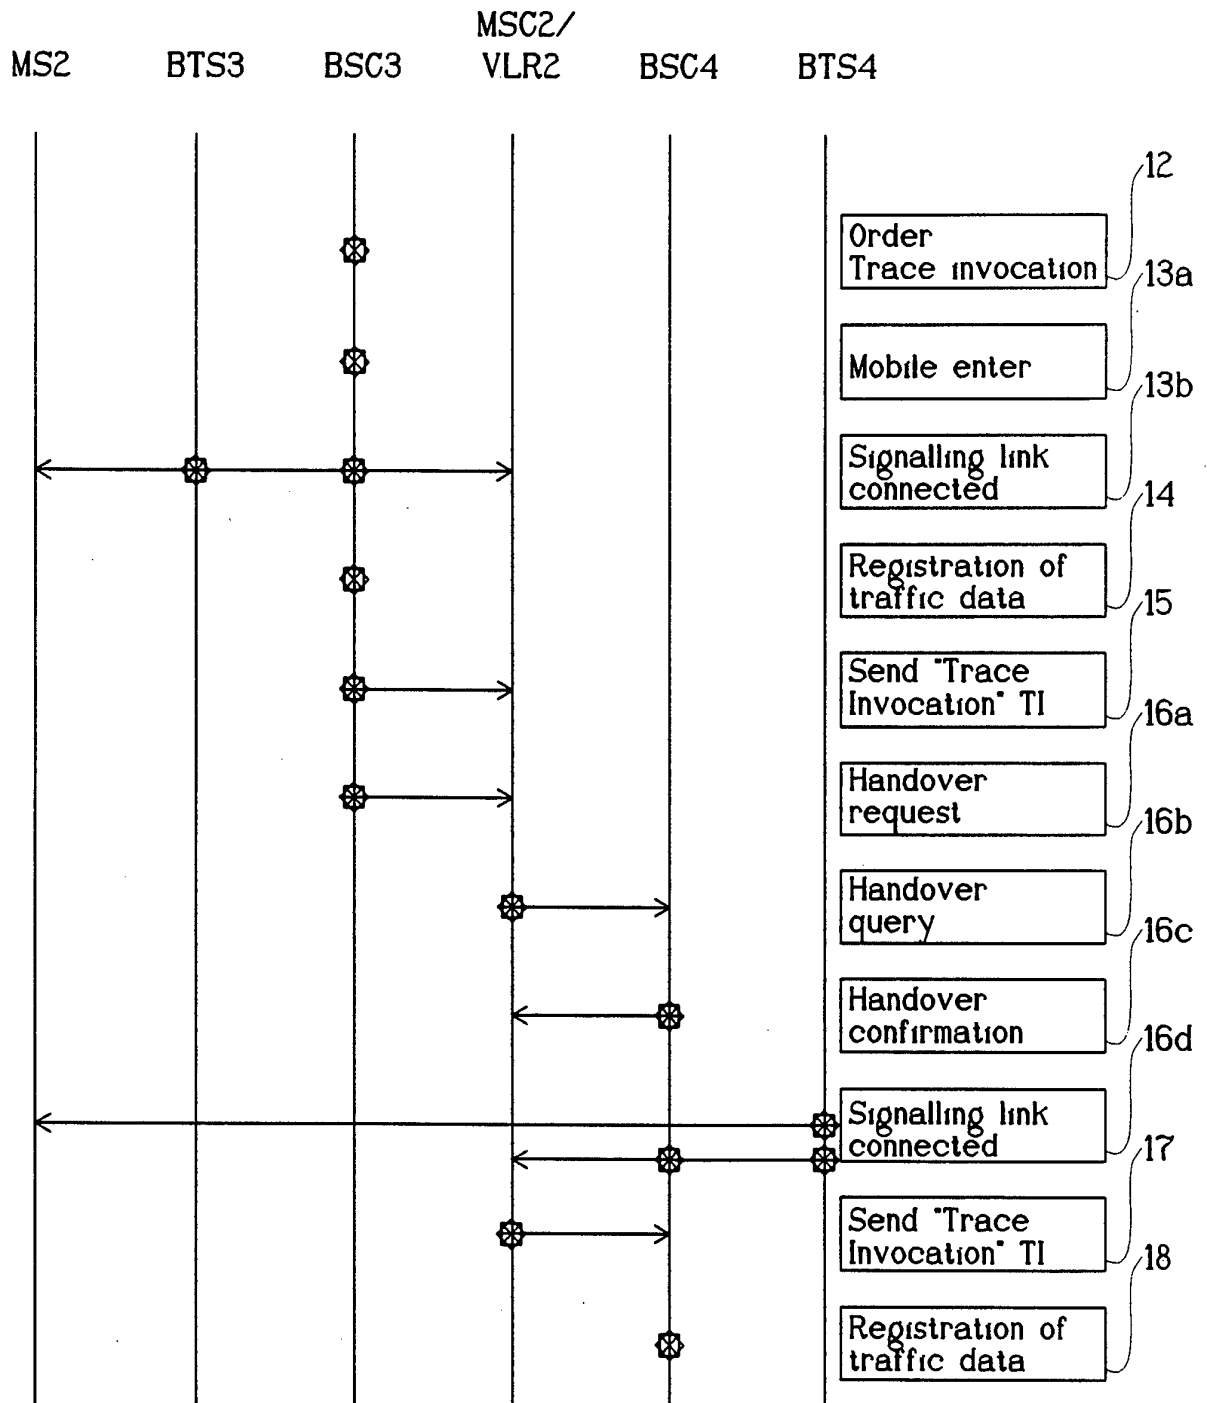 MSC2/
MS2 BTS3 BSC3 VLR2 BSC4 BTS4
12
Order
Trace invocation
13a
Mobile enter
13b
Signalling link
connected
14
Registration of
traffic data
15
Send "Trace
Invocation" TI
16a
Handover
request
16b
Handover
query
16c
Handover
confirmation
16d
Signalling link
connected
17
Send "Trace
Invocation" TI
18
Registration of
traffic data